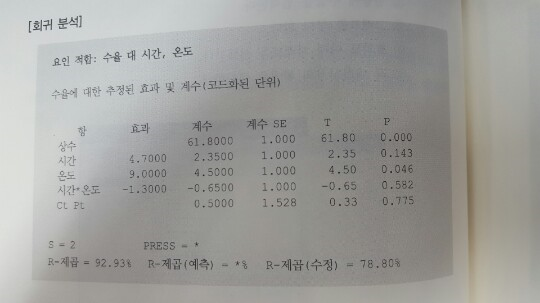 [회귀 분석]
요인 적합: 수율 대 시간, 온도
수율에 대한 추정된 효과 및 계수(코드화된 단위)
항 효과 계수 계수 SE T P
상수 61.8000 1.000 61.80 0.000
시간 4.7000 2.3500 1.000 2.35 0.143
온도 9.0000 4.5000 1.000 4.50 0.046
시간*온도 -1.3000 -0.6500 1.000 -0.65 0.582
Ct Pt 0.5000 1.528 0.33 0.775
S = 2 PRESS = *
R-제곱 = 92.93% R-제곱(예측) = *% R-제곱(수정) = 78.80%